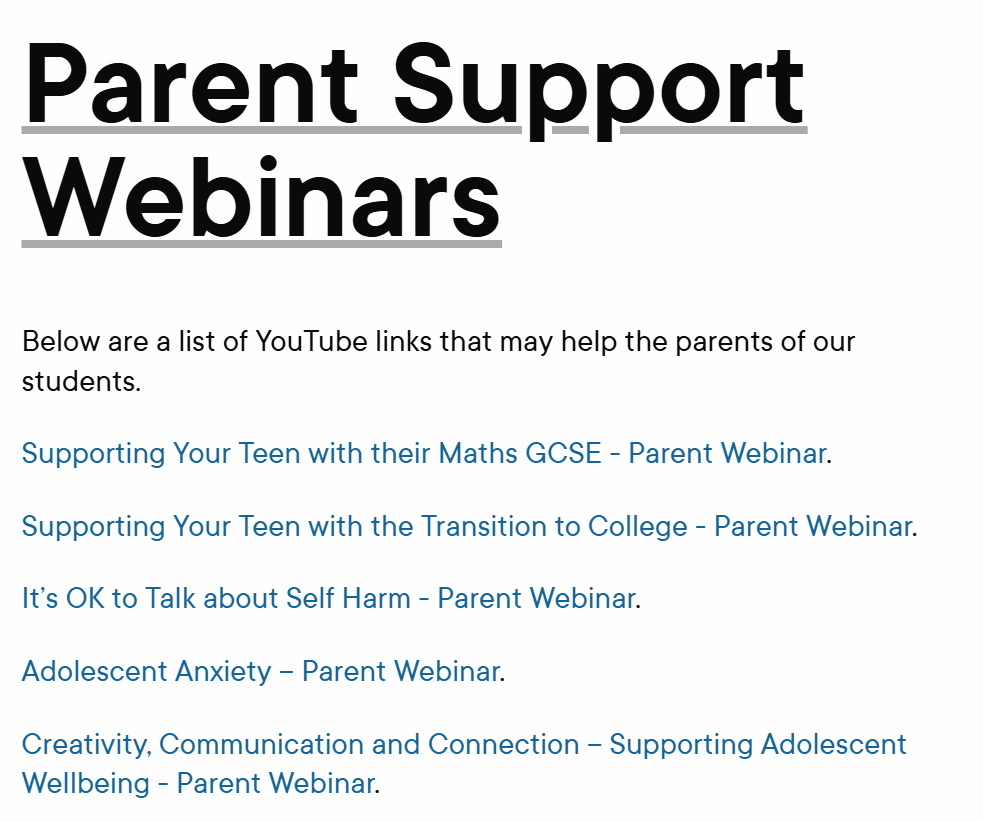 Parent Support
Webinars
Below are a list of YouTube links that may help the parents of our
students.
Supporting Your Teen with their Maths GCSE - Parent Webinar.
Supporting Your Teen with the Transition to College - Parent Webinar.
It’s OK to Talk about Self Harm - Parent Webinar.
Adolescent Anxiety – Parent Webinar.
Creativity, Communication and Connection – Supporting Adolescent
Wellbeing - Parent Webinar.